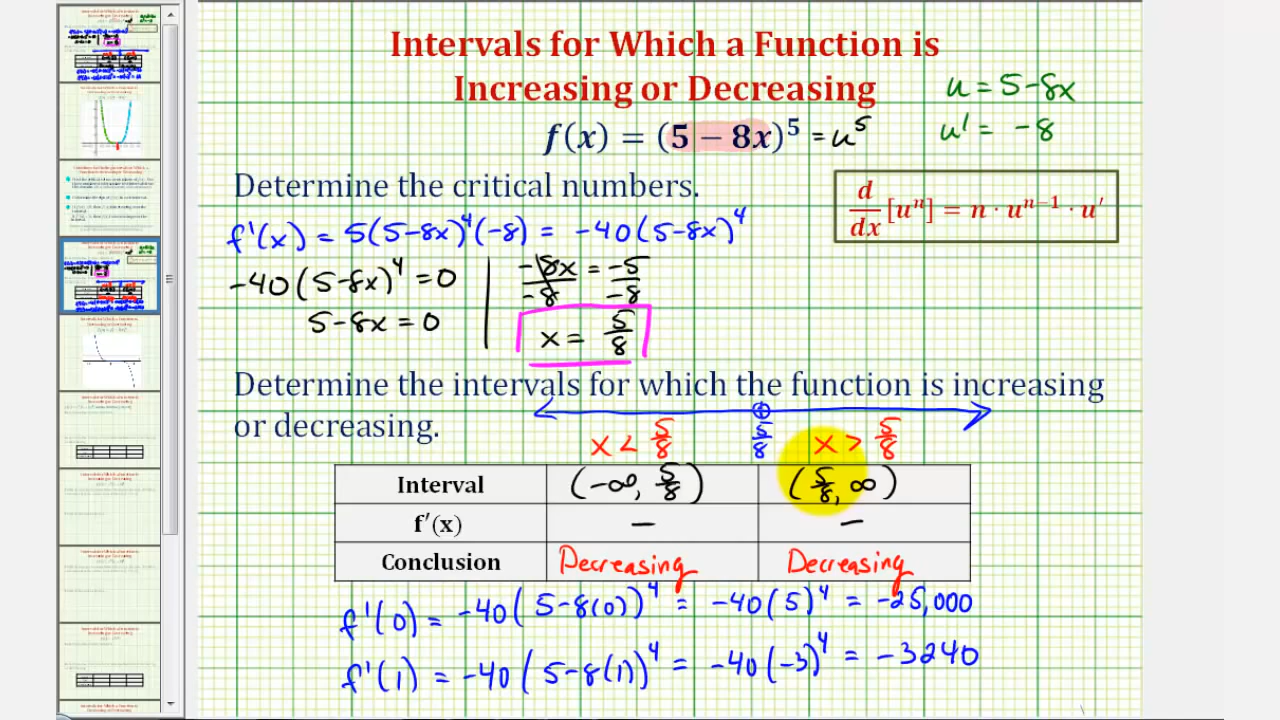 Intervals for Which a Function is
Increasing or Decreasing
u = 5-8x
f(x) = (5 − 8x)⁵ = u⁵
u' = -8
Determine the critical numbers.
d/dx [uⁿ] = n · uⁿ⁻¹ · u'
f'(x) = 5(5-8x)⁴(-8) = -40(5-8x)⁴
-40(5-8x)⁴ = 0
5-8x = 0
-8x/-8 = -5/-8
x = 5/8
Determine the intervals for which the function is increasing
or decreasing.
x < 5/8
5/8
x > 5/8
Interval (-∞, 5/8) (5/8, ∞)
f′(x) − −
Conclusion Decreasing Decreasing
f'(0) = -40(5-8(0))⁴ = -40(5)⁴ = -25,000
f'(1) = -40(5-8(1))⁴ = -40(-3)⁴ = -3240